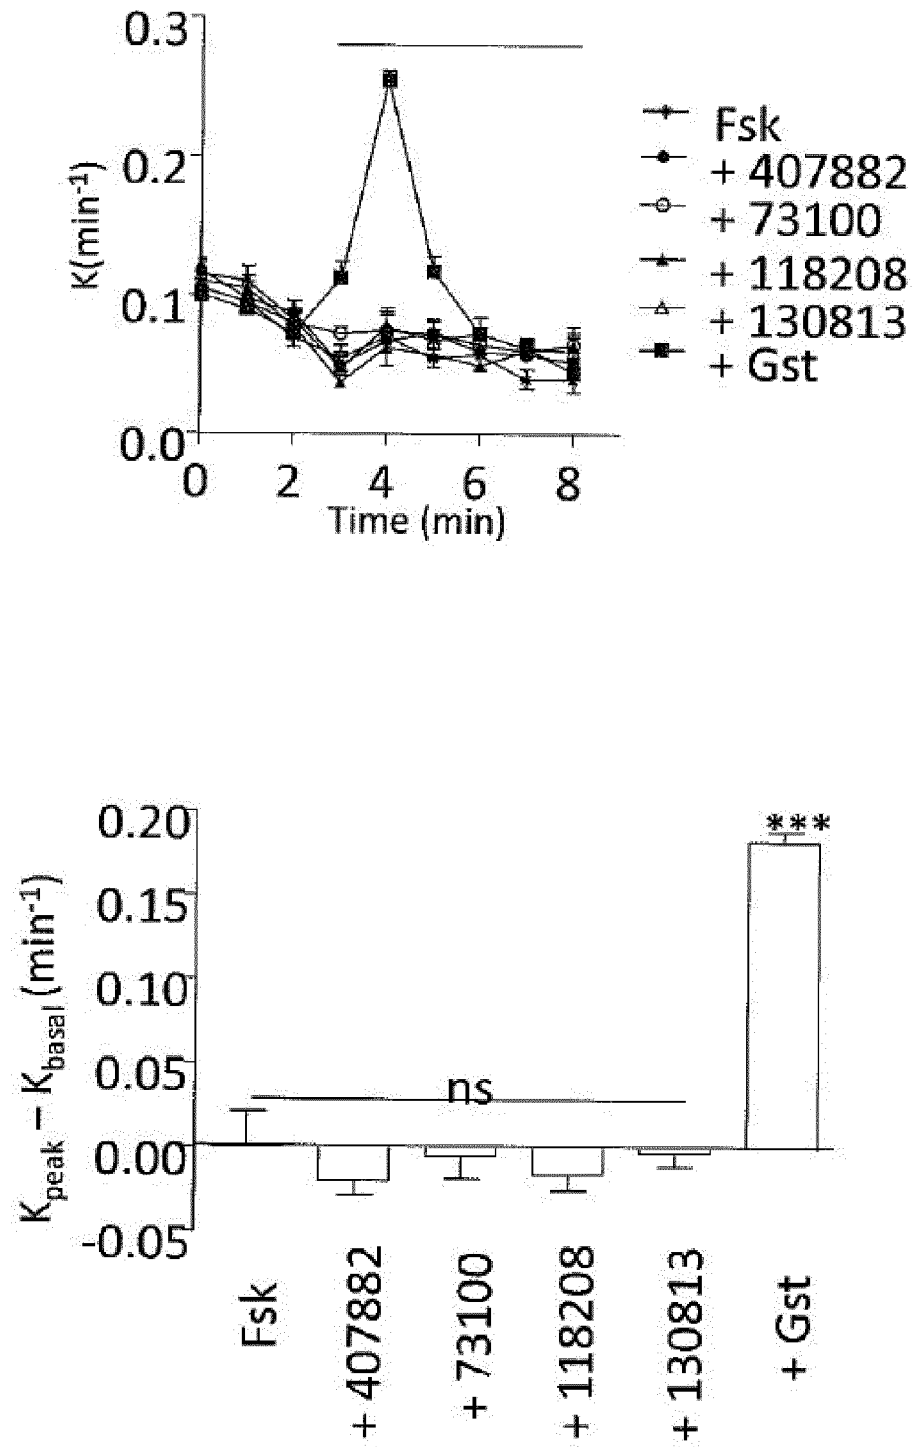 0.3
0.2
0.1
0.0
K(min-1)
0 2 4 6 8
Time (min)
Fsk
+ 407882
+ 73100
+ 118208
+ 130813
+ Gst
0.20
0.15
0.10
0.05
0.00
-0.05
Kpeak – Kbasal (min-1)
***
ns
Fsk
+ 407882
+ 73100
+ 118208
+ 130813
+ Gst